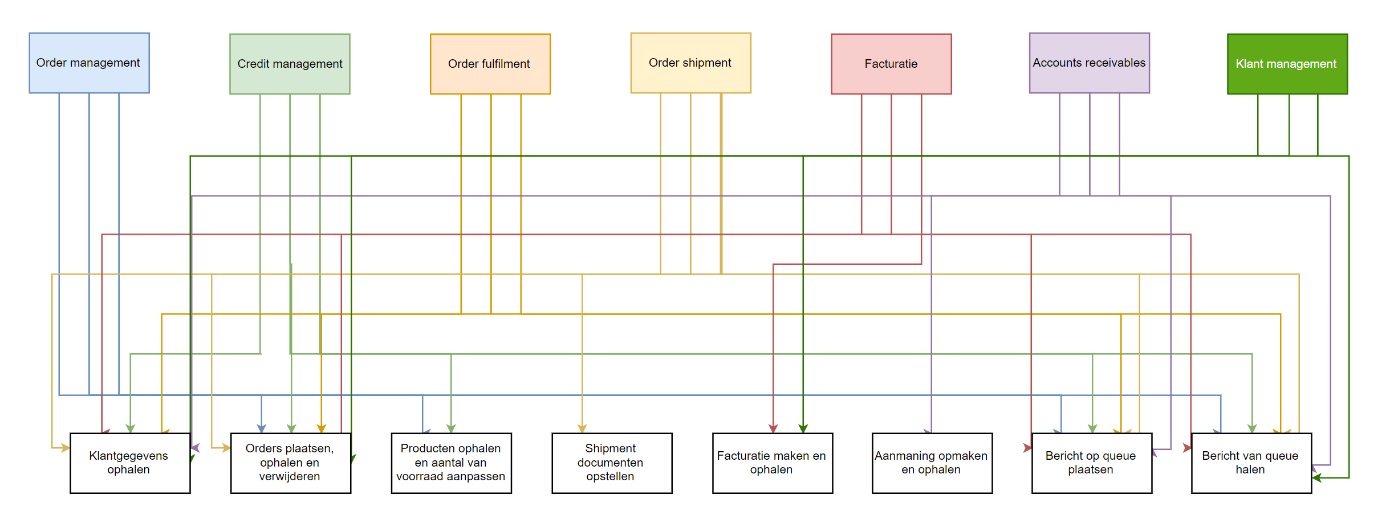 Order management
Credit management
Order fulfilment
Order shipment
Facturatie
Accounts receivables
Klant management
Klantgegevens
ophalen
Orders plaatsen,
ophalen en
verwijderen
Producten ophalen
en aantal van
voorraad aanpassen
Shipment
documenten
opstellen
Facturatie maken en
ophalen
Aanmaning opmaken
en ophalen
Bericht op queue
plaatsen
Bericht van queue
halen